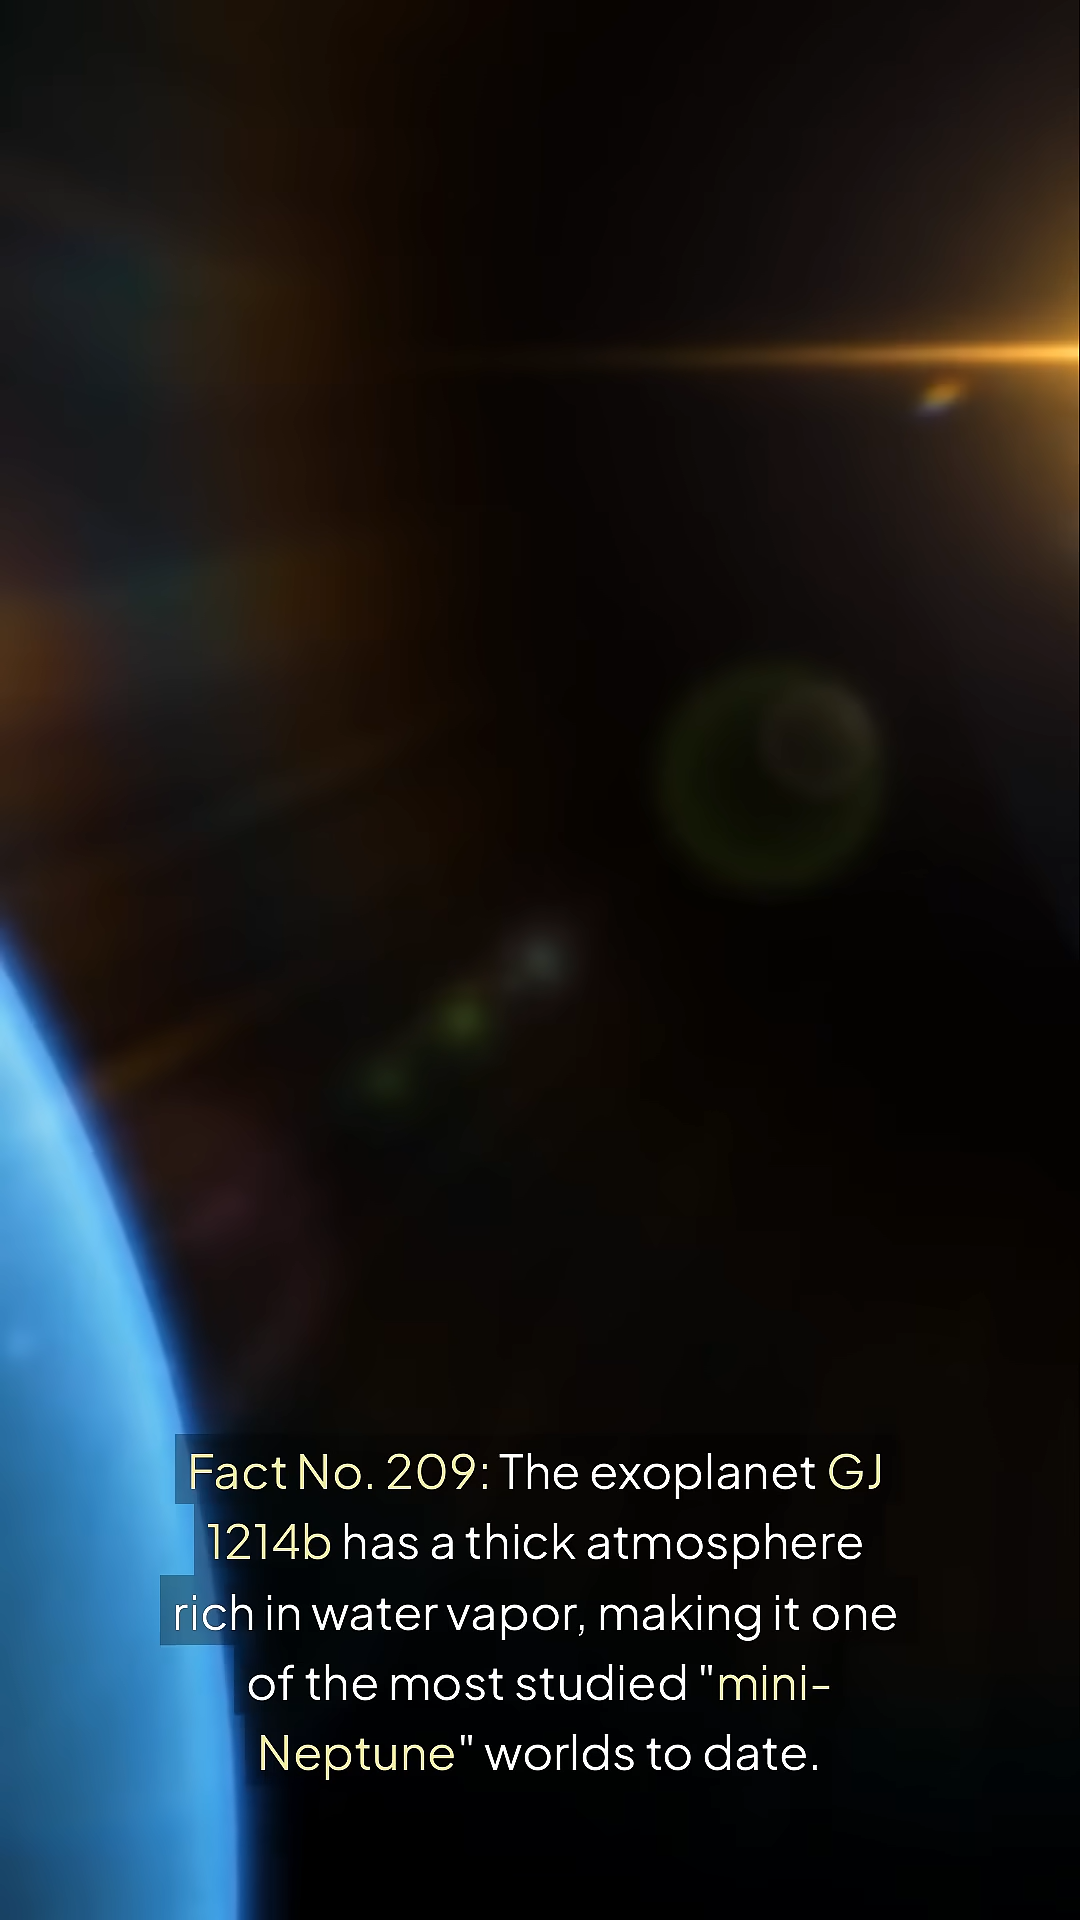 Fact No. 209: The exoplanet GJ
1214b has a thick atmosphere
rich in water vapor, making it one
of the most studied "mini-
Neptune" worlds to date.